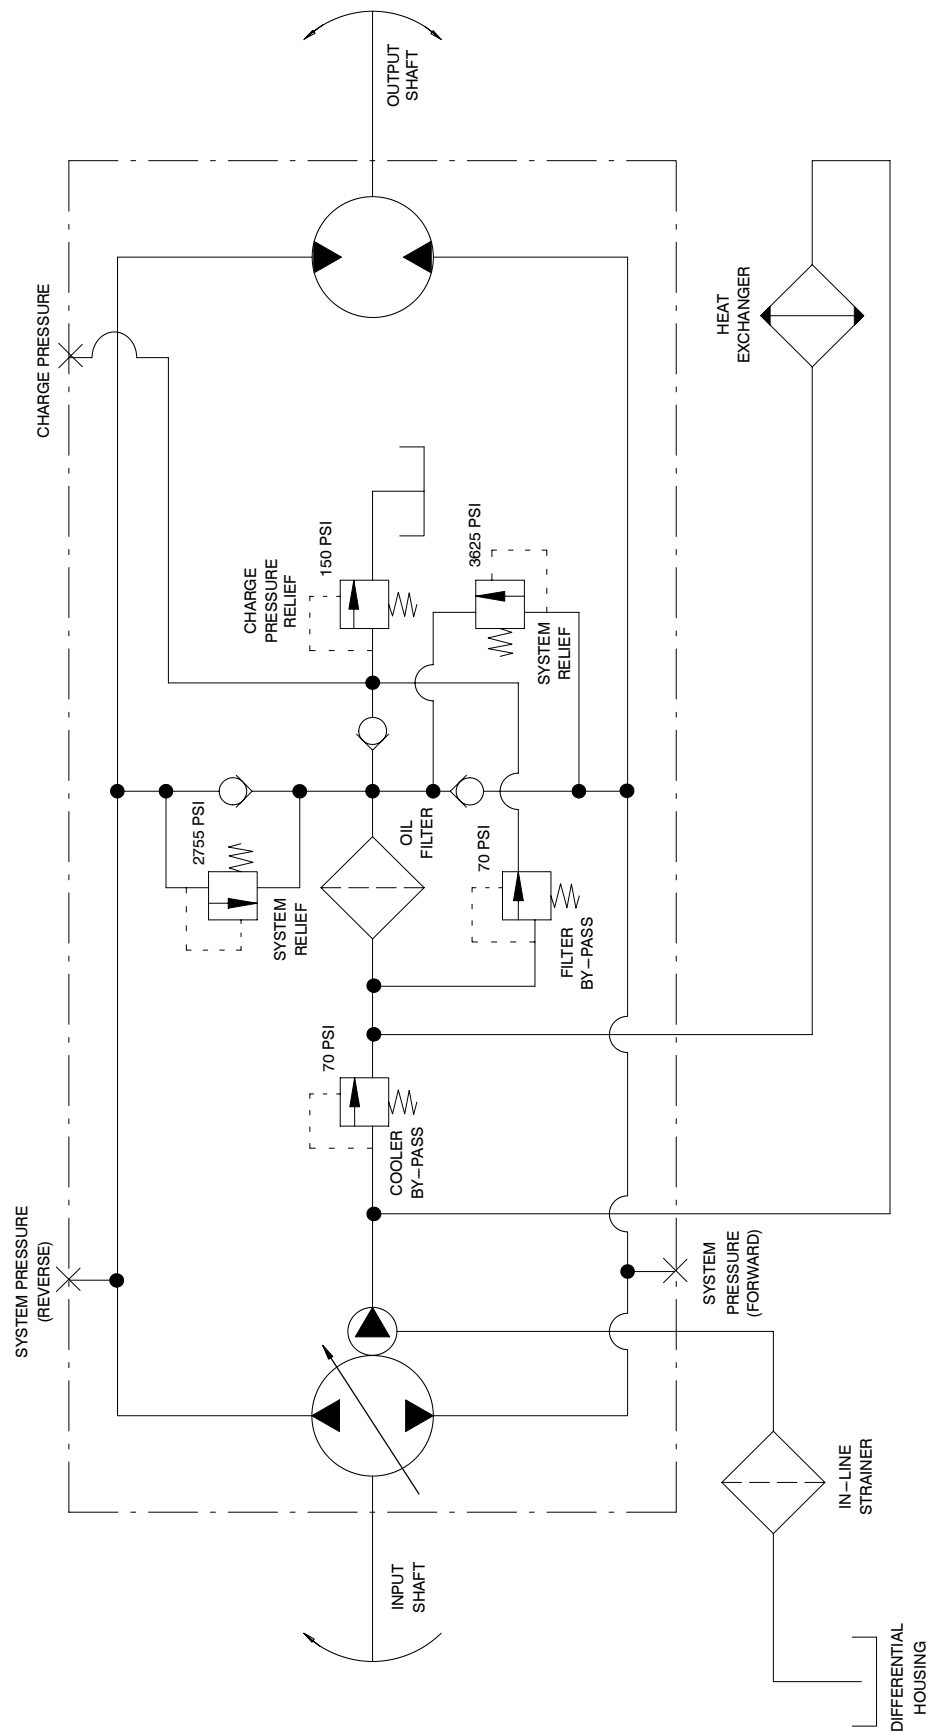 OUTPUT
SHAFT
CHARGE PRESSURE
HEAT
EXCHANGER
CHARGE
PRESSURE
RELIEF
150 PSI
3625 PSI
SYSTEM
RELIEF
2755 PSI
SYSTEM
RELIEF
OIL
FILTER
70 PSI
FILTER
BY-PASS
70 PSI
COOLER
BY-PASS
SYSTEM PRESSURE
(REVERSE)
SYSTEM
PRESSURE
(FORWARD)
INPUT
SHAFT
IN-LINE
STRAINER
DIFFERENTIAL
HOUSING